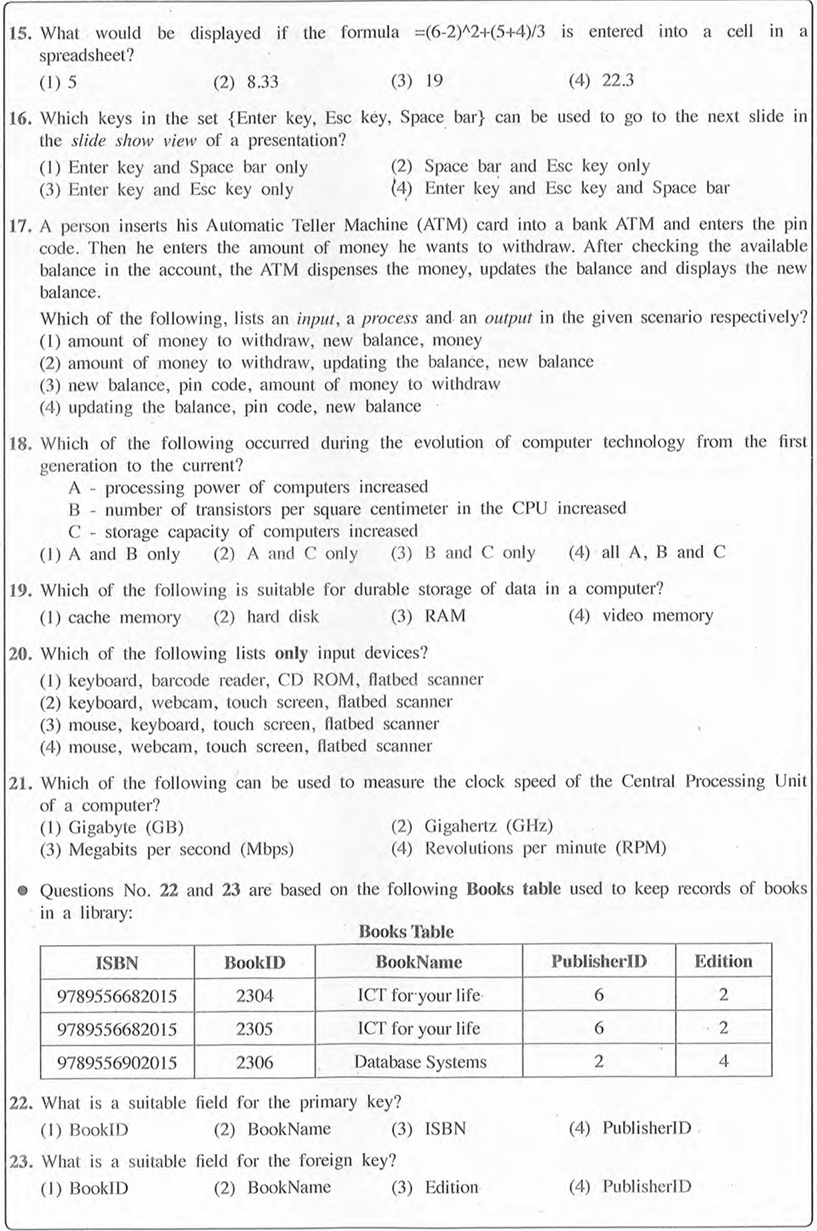 15. What would be displayed if the formula =(6-2)^2+(5+4)/3 is entered into a cell in a
spreadsheet?
(1) 5 (2) 8.33 (3) 19 (4) 22.3
16. Which keys in the set {Enter key, Esc key, Space bar} can be used to go to the next slide in
the slide show view of a presentation?
(1) Enter key and Space bar only (2) Space bar and Esc key only
(3) Enter key and Esc key only (4) Enter key and Esc key and Space bar
17. A person inserts his Automatic Teller Machine (ATM) card into a bank ATM and enters the pin
code. Then he enters the amount of money he wants to withdraw. After checking the available
balance in the account, the ATM dispenses the money, updates the balance and displays the new
balance.
Which of the following, lists an input, a process and an output in the given scenario respectively?
(1) amount of money to withdraw, new balance, money
(2) amount of money to withdraw, updating the balance, new balance
(3) new balance, pin code, amount of money to withdraw
(4) updating the balance, pin code, new balance
18. Which of the following occurred during the evolution of computer technology from the first
generation to the current?
A - processing power of computers increased
B - number of transistors per square centimeter in the CPU increased
C - storage capacity of computers increased
(1) A and B only (2) A and C only (3) B and C only (4) all A, B and C
19. Which of the following is suitable for durable storage of data in a computer?
(1) cache memory (2) hard disk (3) RAM (4) video memory
20. Which of the following lists only input devices?
(1) keyboard, barcode reader, CD ROM, flatbed scanner
(2) keyboard, webcam, touch screen, flatbed scanner
(3) mouse, keyboard, touch screen, flatbed scanner
(4) mouse, webcam, touch screen, flatbed scanner
21. Which of the following can be used to measure the clock speed of the Central Processing Unit
of a computer?
(1) Gigabyte (GB) (2) Gigahertz (GHz)
(3) Megabits per second (Mbps) (4) Revolutions per minute (RPM)
● Questions No. 22 and 23 are based on the following Books table used to keep records of books
in a library:
Books Table
ISBN BookID BookName PublisherID Edition
9789556682015 2304 ICT for your life 6 2
9789556682015 2305 ICT for your life 6 2
9789556902015 2306 Database Systems 2 4
22. What is a suitable field for the primary key?
(1) BookID (2) BookName (3) ISBN (4) PublisherID
23. What is a suitable field for the foreign key?
(1) BookID (2) BookName (3) Edition (4) PublisherID